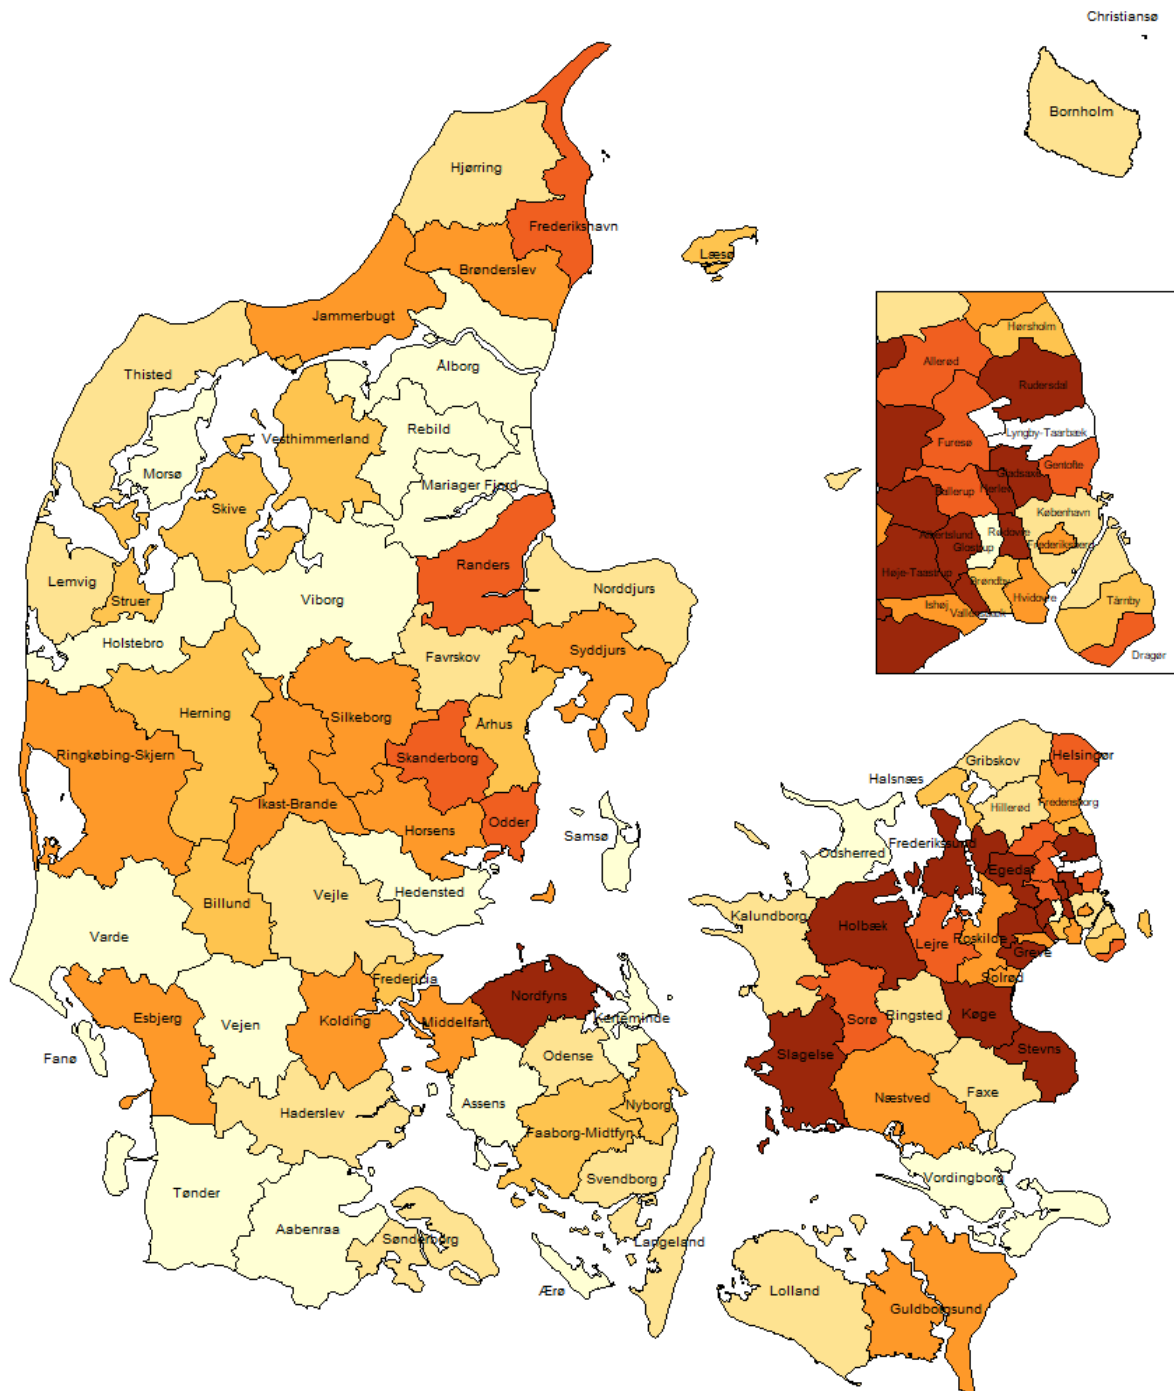 Christiansø
Bornholm
Hjørring
Frederikshavn
Læsø
Brønderslev
Jammerbugt
Ålborg
Thisted
Vesthimmerland
Rebild
Morsø
Mariager Fjord
Skive
Randers
Lemvig
Struer
Viborg
Norddjurs
Holstebro
Favrskov
Syddjurs
Herning
Silkeborg
Århus
Ringkøbing-Skjern
Skanderborg
Ikast-Brande
Horsens
Odder
Samsø
Hedensted
Billund
Vejle
Varde
Fredericia
Esbjerg
Vejen
Kolding
Middelfart
Nordfyns
Kerteminde
Fanø
Odense
Assens
Nyborg
Haderslev
Faaborg-Midtfyn
Svendborg
Tønder
Aabenraa
Sønderborg
Langeland
Ærø
Hørsholm
Allerød
Rudersdal
Lyngby-Taarbæk
Furesø
Gentofte
Gladsaxe
Ballerup
Herlev
København
Rødovre
Albertslund
Frederiksberg
Glostrup
Høje-Taastrup
Brøndby
Hvidovre
Ishøj
Vallensbæk
Tårnby
Dragør
Helsingør
Gribskov
Halsnæs
Hillerød
Fredensborg
Frederikssund
Odsherred
Egedal
Kalundborg
Holbæk
Lejre
Roskilde
Greve
Solrød
Sorø
Ringsted
Køge
Stevns
Slagelse
Næstved
Faxe
Vordingborg
Lolland
Guldborgsund